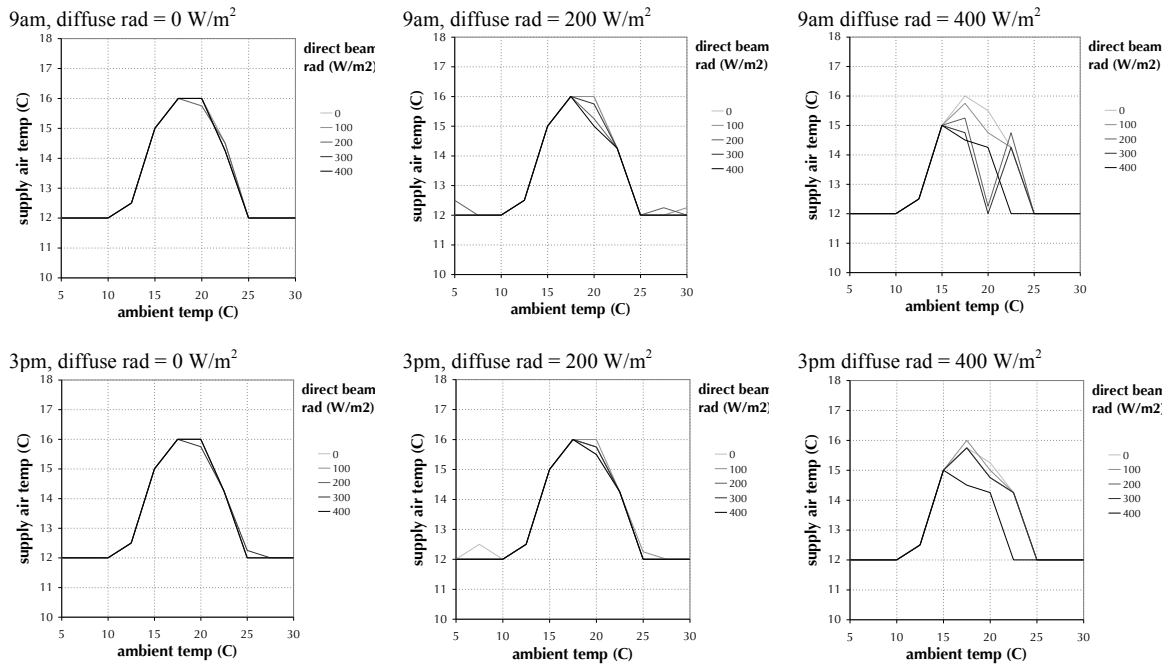 9am, diffuse rad = 0 W/m²
direct beam
rad (W/m2)
18
17
16
15
14
13
12
11
10
supply air temp (C)
0
100
200
300
400
5 10 15 20 25 30
ambient temp (C)
9am, diffuse rad = 200 W/m²
direct beam
rad (W/m2)
18
17
16
15
14
13
12
11
10
supply air temp (C)
0
100
200
300
400
5 10 15 20 25 30
ambient temp (C)
9am diffuse rad = 400 W/m²
direct beam
rad (W/m2)
18
17
16
15
14
13
12
11
10
supply air temp (C)
0
100
200
300
400
5 10 15 20 25 30
ambient temp (C)
3pm, diffuse rad = 0 W/m²
direct beam
rad (W/m2)
18
17
16
15
14
13
12
11
10
supply air temp (C)
0
100
200
300
400
5 10 15 20 25 30
ambient temp (C)
3pm, diffuse rad = 200 W/m²
direct beam
rad (W/m2)
18
17
16
15
14
13
12
11
10
supply air temp (C)
0
100
200
300
400
5 10 15 20 25 30
ambient temp (C)
3pm diffuse rad = 400 W/m²
direct beam
rad (W/m2)
18
17
16
15
14
13
12
11
10
supply air temp (C)
0
100
200
300
400
5 10 15 20 25 30
ambient temp (C)